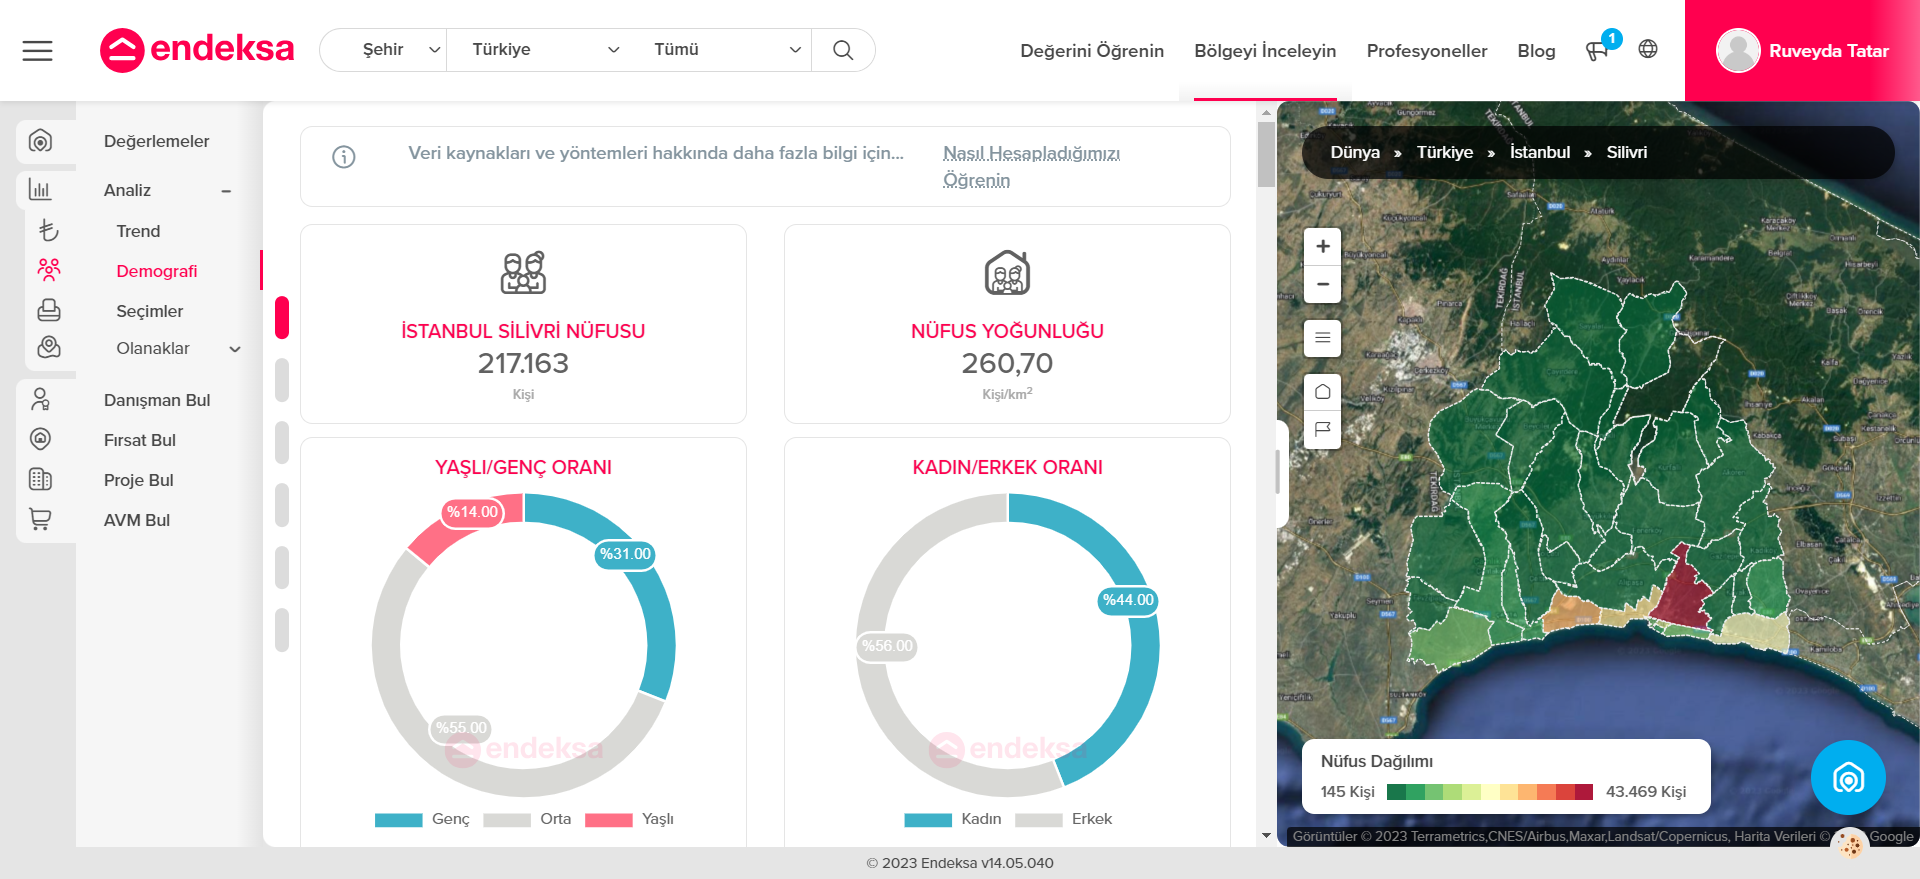 endeksa
Şehir
Türkiye
Tümü
Değerini Öğrenin
Bölgeyi İnceleyin
Profesyoneller
Blog
1
Ruveyda Tatar
Değerlemeler
Analiz
Trend
Demografi
Seçimler
Olanaklar
Danışman Bul
Fırsat Bul
Proje Bul
AVM Bul
Veri kaynakları ve yöntemleri hakkında daha fazla bilgi için...
Nasıl Hesapladığımızı
Öğrenin
İSTANBUL SİLİVRİ NÜFUSU
217.163
Kişi
NÜFUS YOĞUNLUĞU
260,70
Kişi/km²
YAŞLI/GENÇ ORANI
%14.00
%31.00
%55.00
endeksa
Genç Orta Yaşlı
KADIN/ERKEK ORANI
%44.00
%56.00
endeksa
Kadın Erkek
Dünya » Türkiye » İstanbul » Silivri
TEKİRDAĞ
İSTANBUL
Nüfus Dağılımı
145 Kişi
43.469 Kişi
Görüntüler © 2023 Terrametrics,CNES/Airbus,Maxar,Landsat/Copernicus, Harita Verileri ©
Google
© 2023 Endeksa v14.05.040